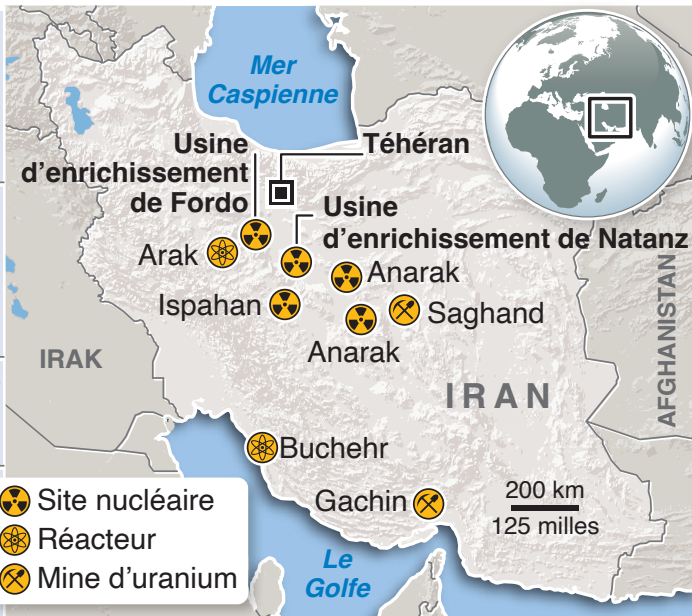 Mer
Caspienne
Usine
d'enrichissement
de Fordo
Téhéran
Usine
d'enrichissement de Natanz
Arak
Anarak
Ispahan
Saghand
Anarak
IRAK
AFGHANISTAN
IRAN
Buchehr
Gachin
200 km
125 milles
Site nucléaire
Réacteur
Mine d'uranium
Le
Golfe